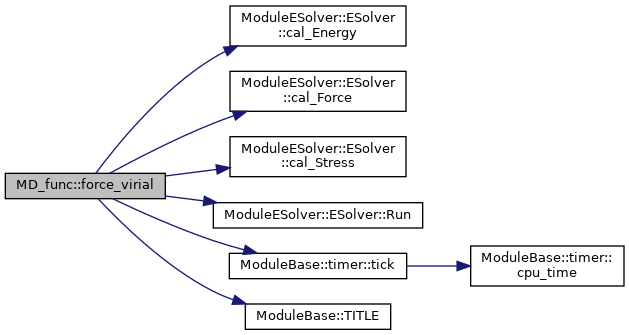 ModuleESolver::ESolver
::cal_Energy
ModuleESolver::ESolver
::cal_Force
ModuleESolver::ESolver
::cal_Stress
MD_func::force_virial
ModuleESolver::ESolver::Run
ModuleBase::timer::tick
ModuleBase::timer::
cpu_time
ModuleBase::TITLE